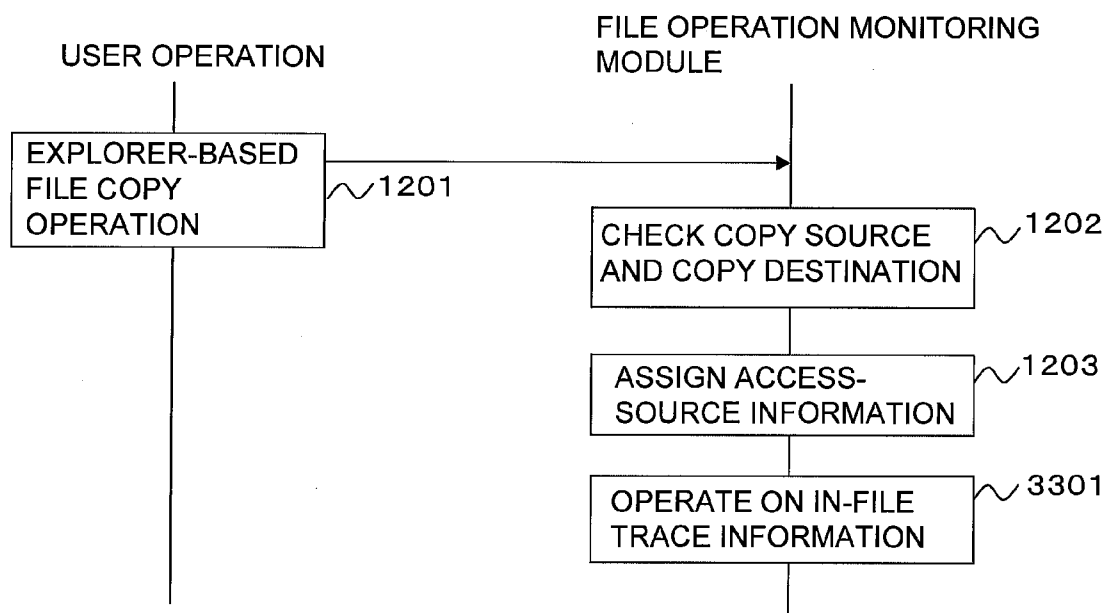 USER OPERATION
FILE OPERATION MONITORING
MODULE
EXPLORER-BASED
FILE COPY
OPERATION
1201
CHECK COPY SOURCE
AND COPY DESTINATION
1202
ASSIGN ACCESS-
SOURCE INFORMATION
1203
OPERATE ON IN-FILE
TRACE INFORMATION
3301